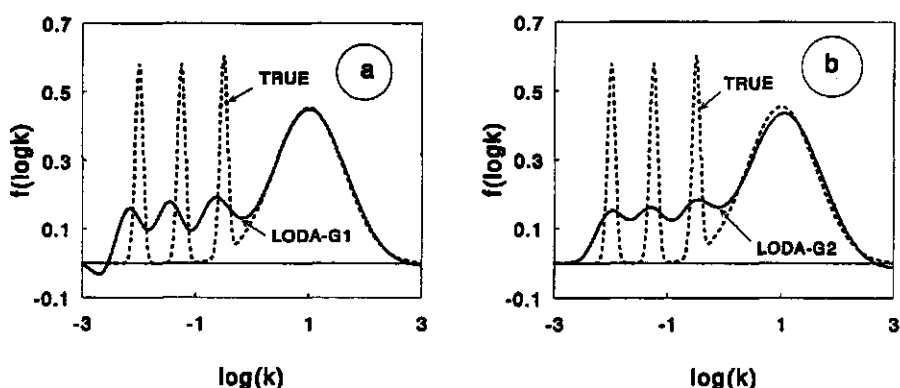 0.7
0.5
0.3
0.1
-0.1
f(logk)
a
TRUE
LODA-G1
-3
-1
1
3
log(k)
0.7
0.5
0.3
0.1
-0.1
f(logk)
b
TRUE
LODA-G2
-3
-1
1
3
log(k)